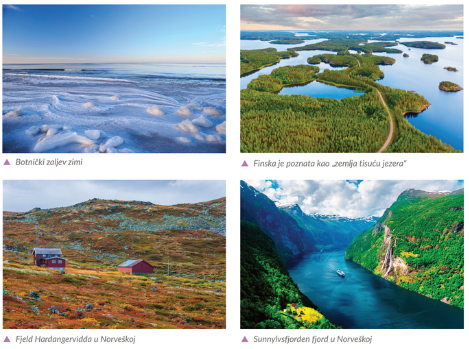 ▲ Botnički zaljev zimi
▲ Finska je poznata kao „zemlja tisuću jezera“
▲ Fjeld Hardangervidda u Norveškoj
▲ Sunnylvsfjorden fjord u Norveškoj